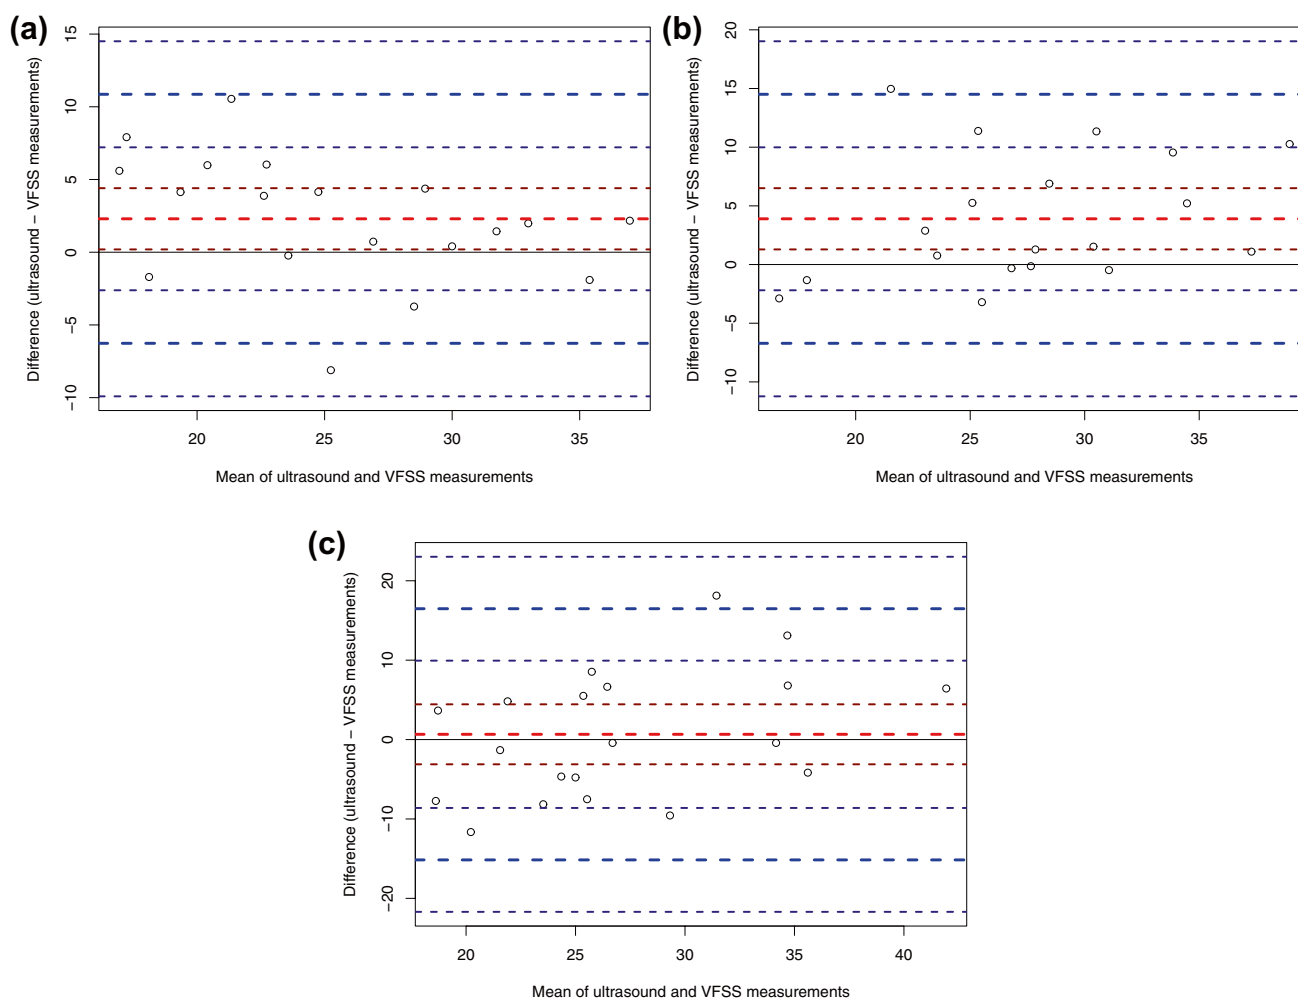 (a)
Difference (ultrasound − VFSS measurements)
15
10
5
0
−5
−10
20 25 30 35
Mean of ultrasound and VFSS measurements
(b)
Difference (ultrasound − VFSS measurements)
20
15
10
5
0
−5
−10
20 25 30 35
Mean of ultrasound and VFSS measurements
(c)
Difference (ultrasound − VFSS measurements)
20
10
0
−10
−20
20 25 30 35 40
Mean of ultrasound and VFSS measurements